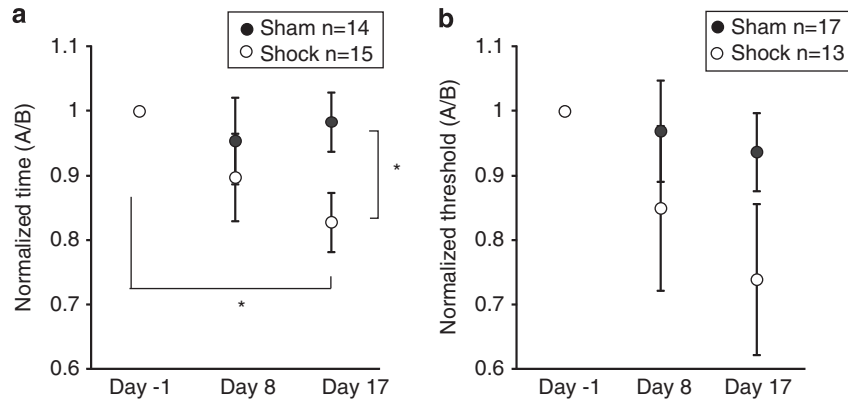 a
Sham n=14
Shock n=15
Normalized time (A/B)
1.1
1
0.9
0.8
0.7
0.6
*
*
Day -1
Day 8
Day 17
b
Sham n=17
Shock n=13
Normalized threshold (A/B)
1.1
1
0.9
0.8
0.7
0.6
Day -1
Day 8
Day 17